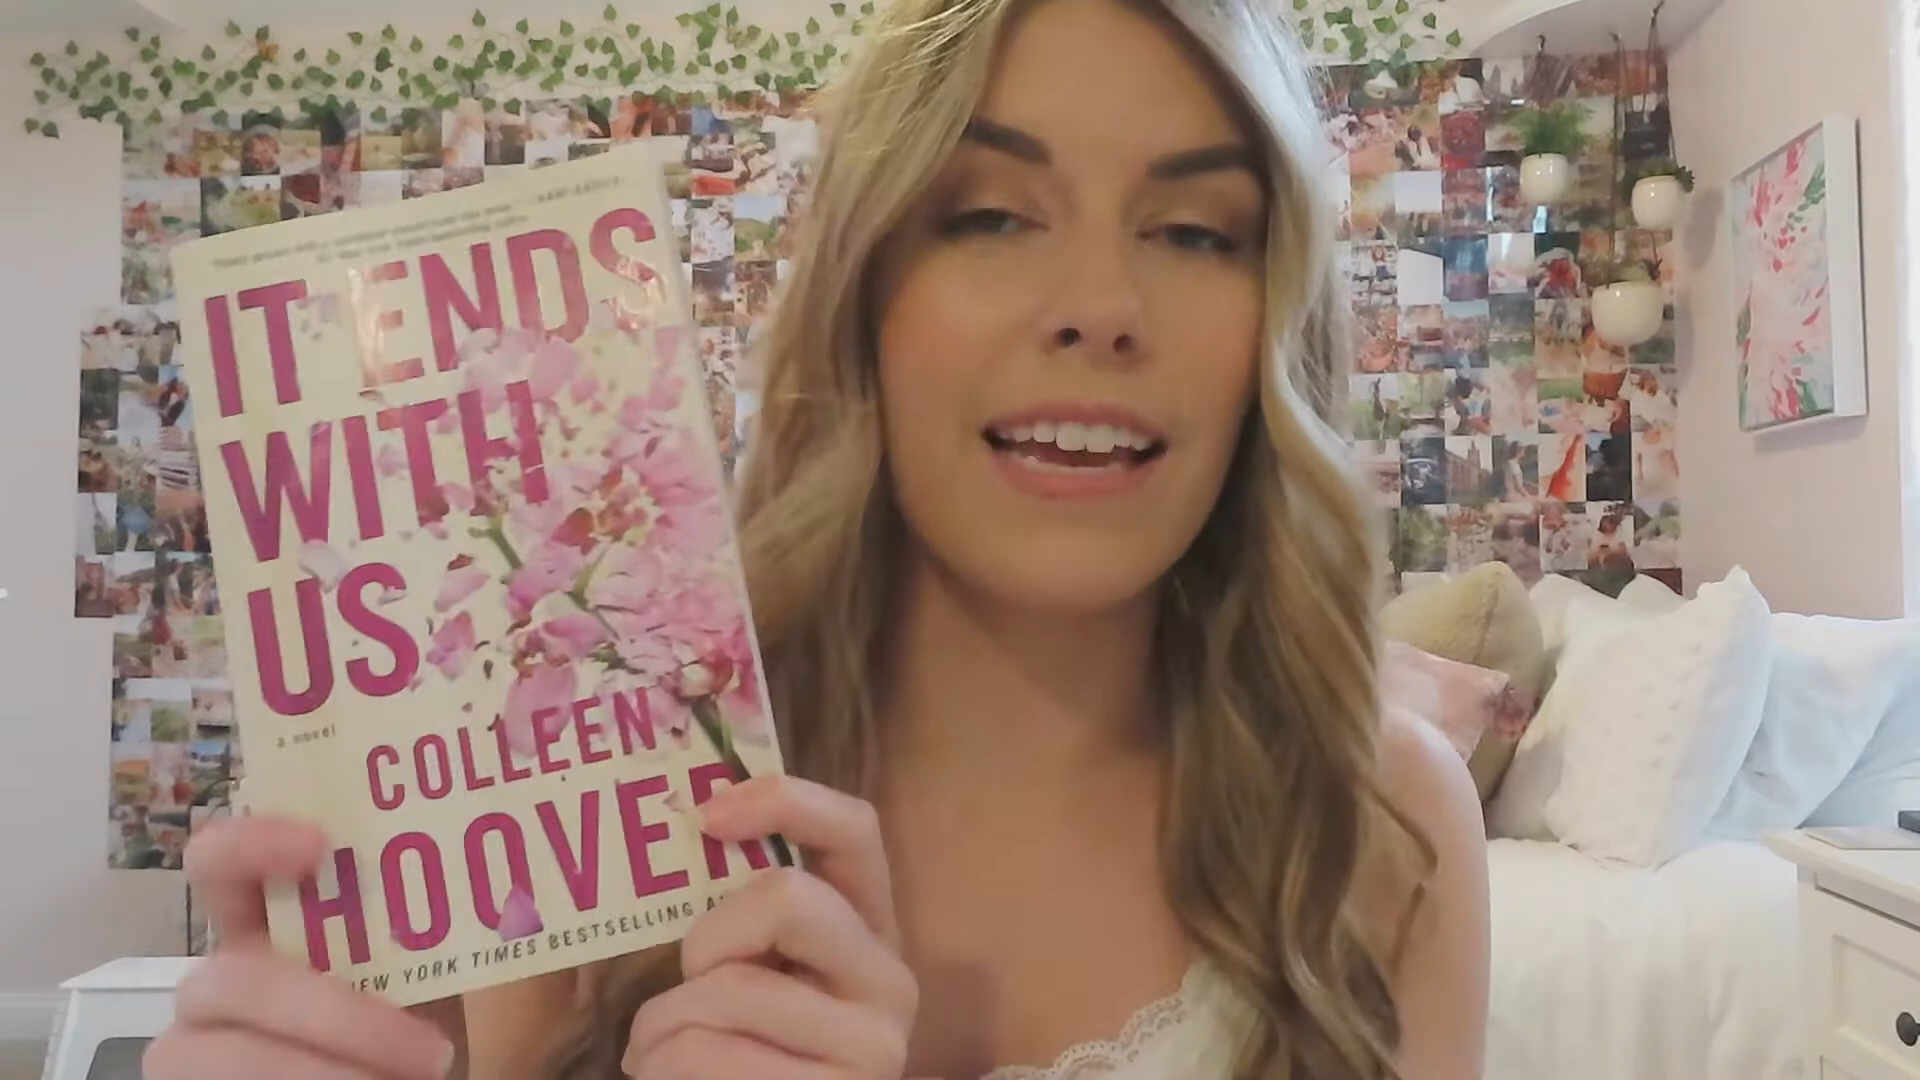 IT ENDS
WITH
US
a novel
COLLEEN
HOOVER
NEW YORK TIMES BESTSELLING